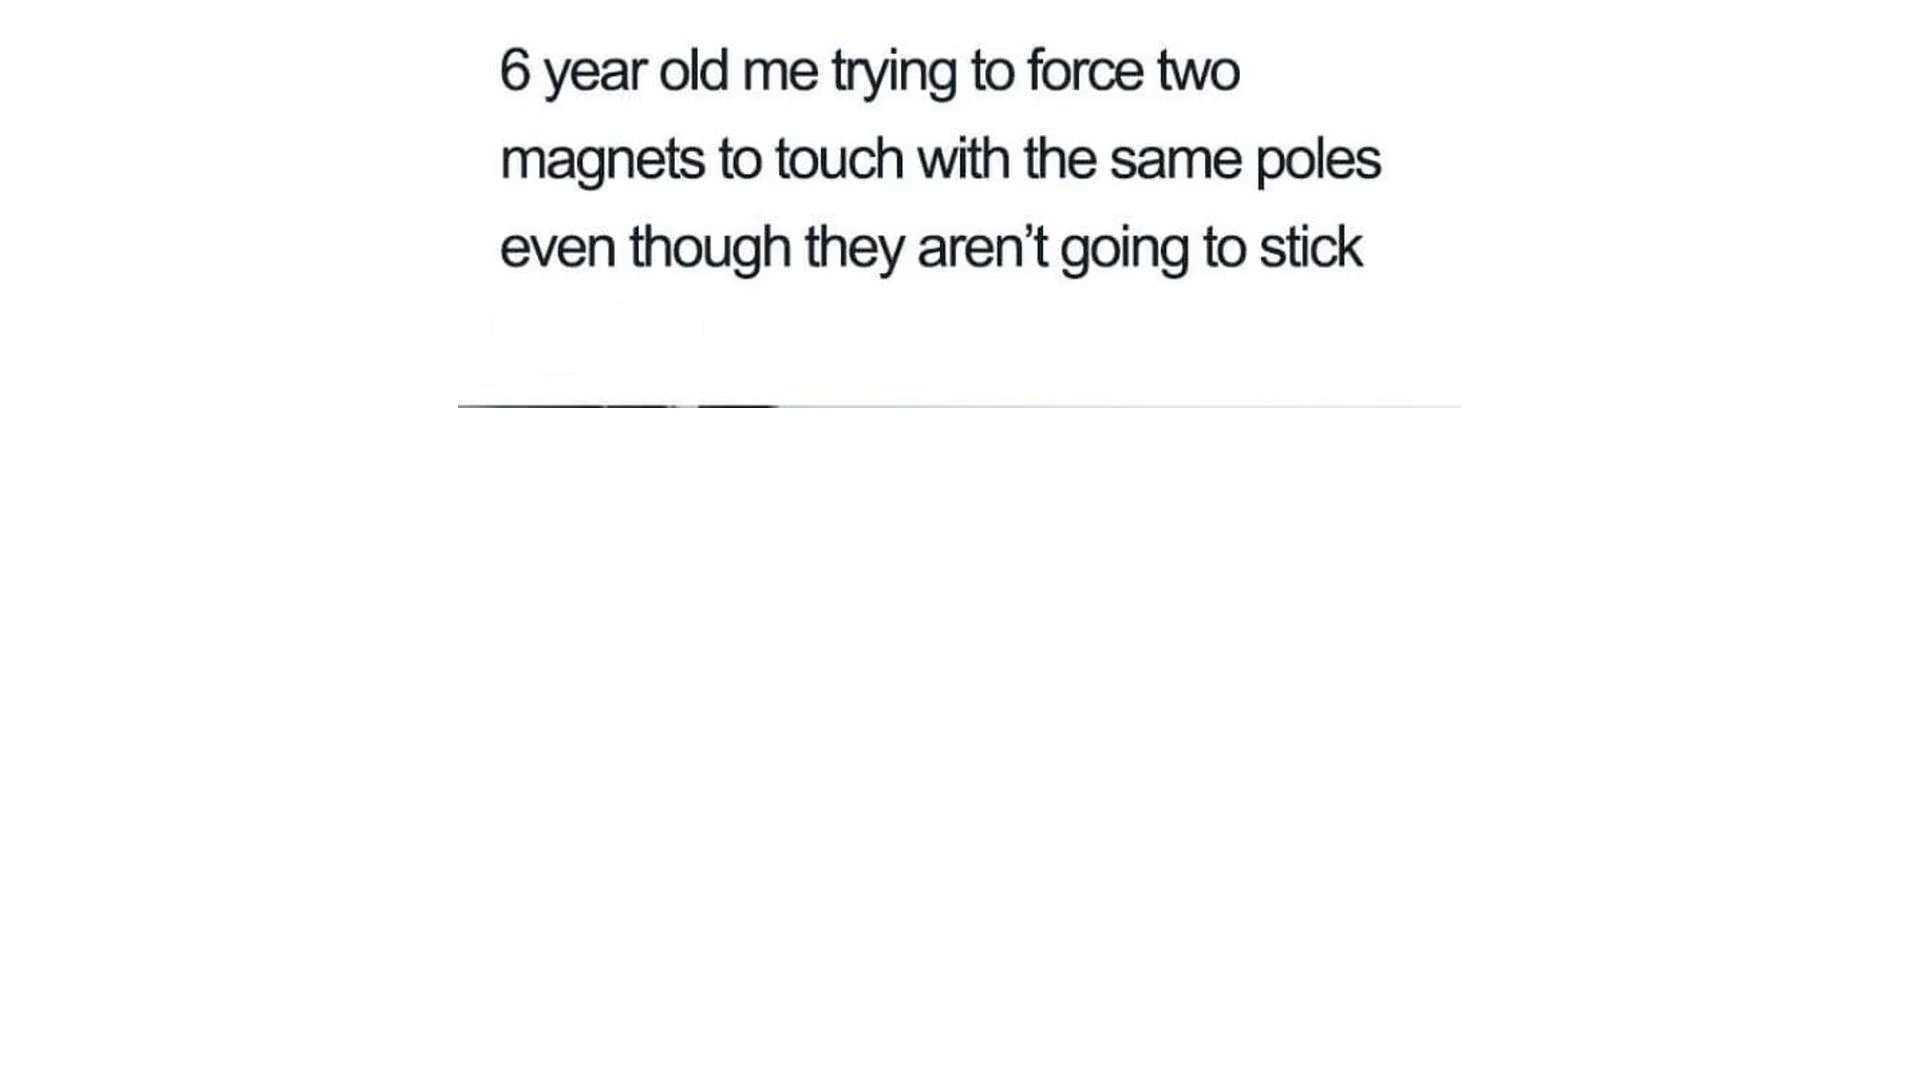 6 year old me trying to force two
magnets to touch with the same poles
even though they aren’t going to stick